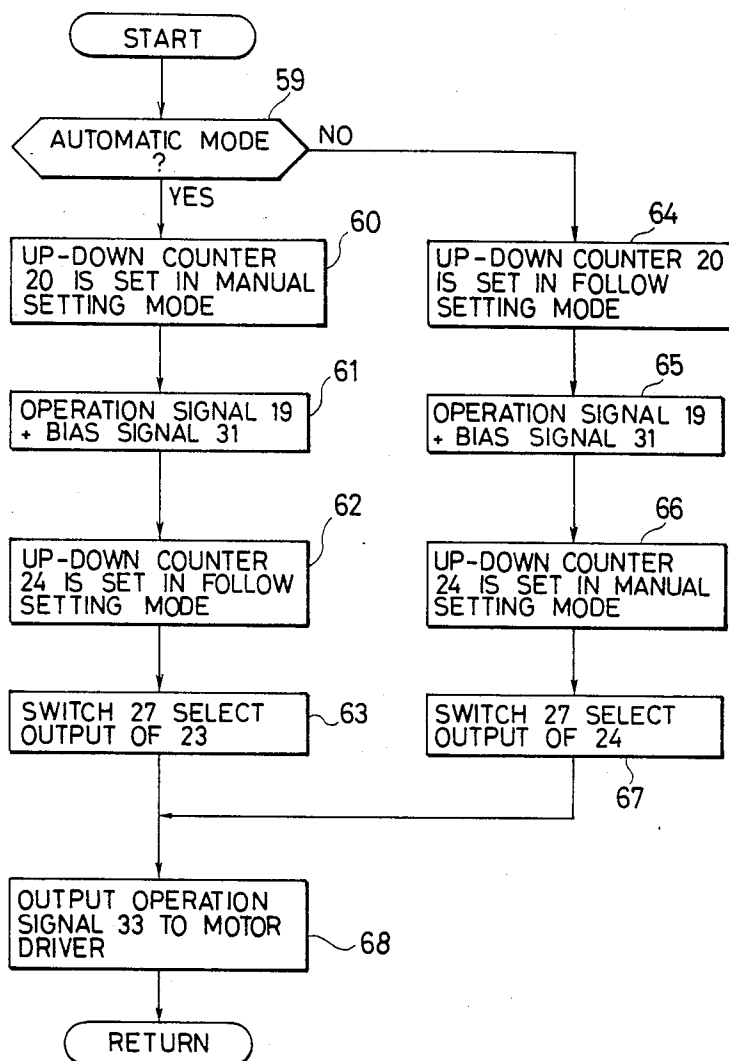 START
59
AUTOMATIC MODE
?
NO
YES
60
UP-DOWN COUNTER
20 IS SET IN MANUAL
SETTING MODE
61
OPERATION SIGNAL 19
+ BIAS SIGNAL 31
62
UP-DOWN COUNTER
24 IS SET IN FOLLOW
SETTING MODE
SWITCH 27 SELECT
OUTPUT OF 23
63
64
UP-DOWN COUNTER 20
IS SET IN FOLLOW
SETTING MODE
65
OPERATION SIGNAL 19
+ BIAS SIGNAL 31
66
UP-DOWN COUNTER
24 IS SET IN MANUAL
SETTING MODE
SWITCH 27 SELECT
OUTPUT OF 24
67
OUTPUT OPERATION
SIGNAL 33 TO MOTOR
DRIVER
68
RETURN